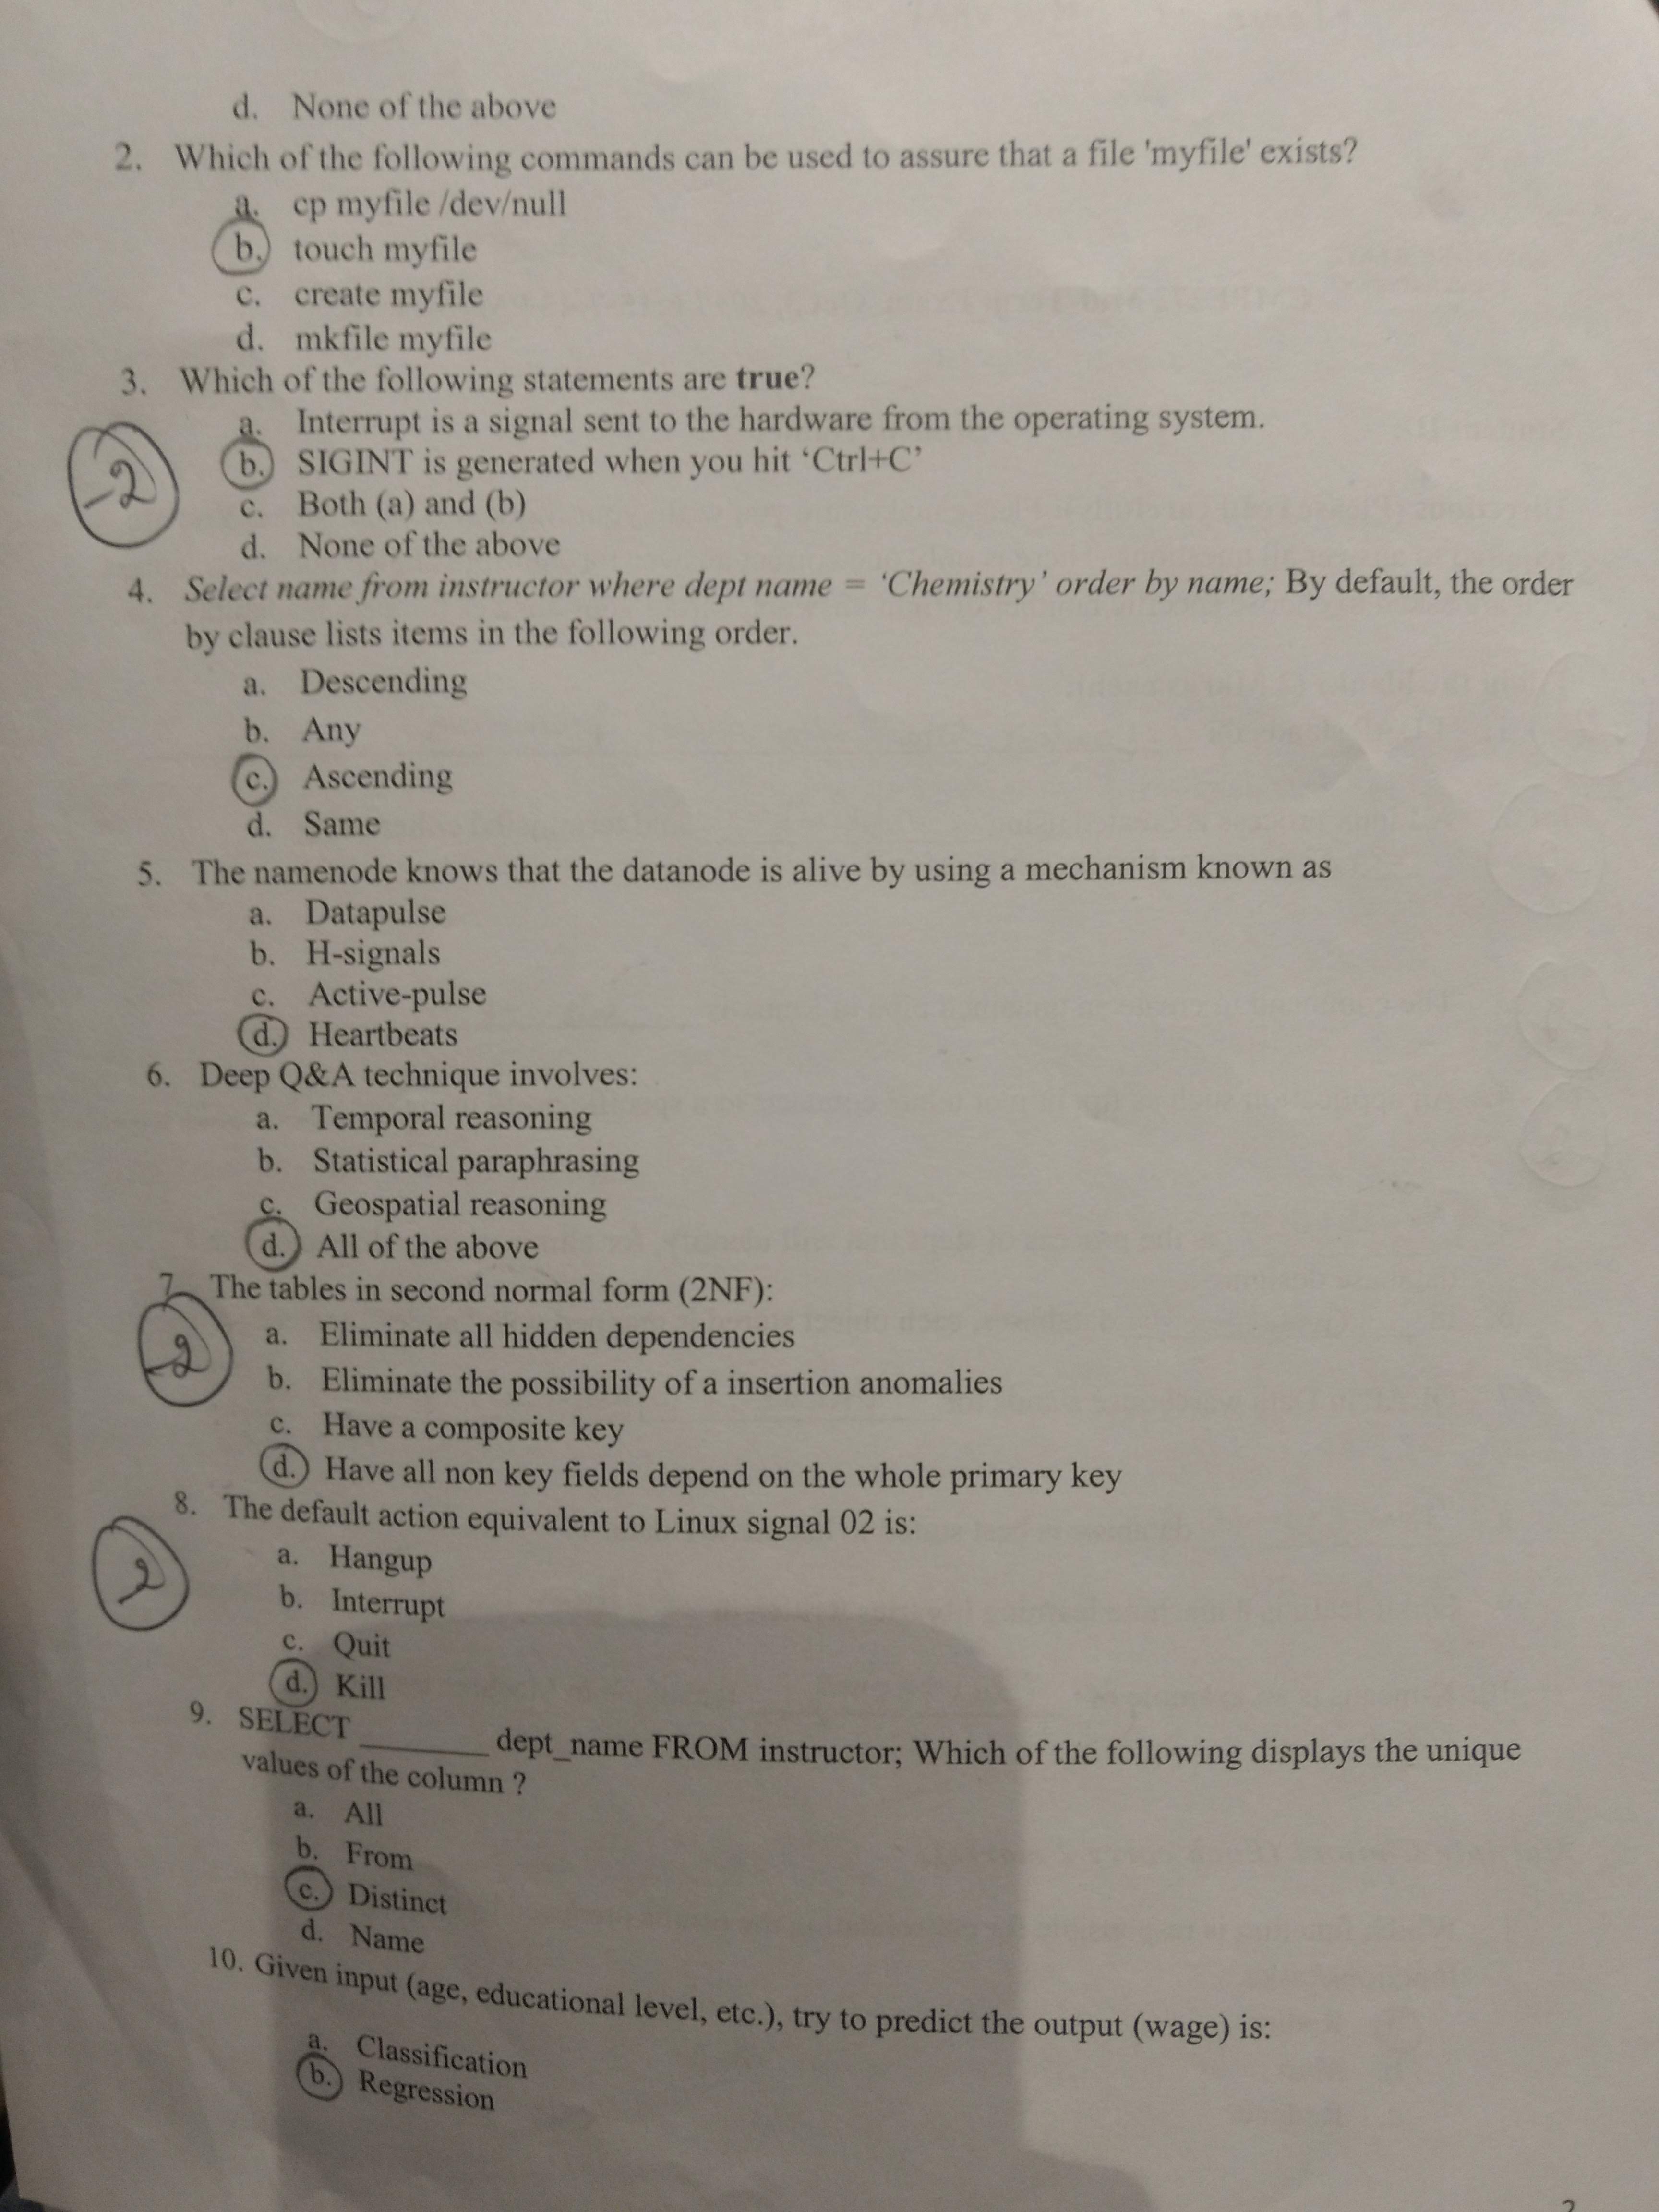 d. None of the above
2. Which of the following commands can be used to assure that a file 'myfile' exists?
a. cp myfile /dev/null
b. touch myfile
c. create myfile
d. mkfile myfile
3. Which of the following statements are true?
a. Interrupt is a signal sent to the hardware from the operating system.
-2
b. SIGINT is generated when you hit ‘Ctrl+C’
c. Both (a) and (b)
d. None of the above
4. Select name from instructor where dept name = ‘Chemistry’ order by name; By default, the order
by clause lists items in the following order.
a. Descending
b. Any
c. Ascending
d. Same
5. The namenode knows that the datanode is alive by using a mechanism known as
a. Datapulse
b. H-signals
c. Active-pulse
d. Heartbeats
6. Deep Q&A technique involves:
a. Temporal reasoning
b. Statistical paraphrasing
c. Geospatial reasoning
d. All of the above
7. The tables in second normal form (2NF):
a. Eliminate all hidden dependencies
-2
b. Eliminate the possibility of a insertion anomalies
c. Have a composite key
d. Have all non key fields depend on the whole primary key
8. The default action equivalent to Linux signal 02 is:
a. Hangup
2
b. Interrupt
c. Quit
d. Kill
9. SELECT ________ dept_name FROM instructor; Which of the following displays the unique
values of the column ?
a. All
b. From
c. Distinct
d. Name
10. Given input (age, educational level, etc.), try to predict the output (wage) is:
a. Classification
b. Regression